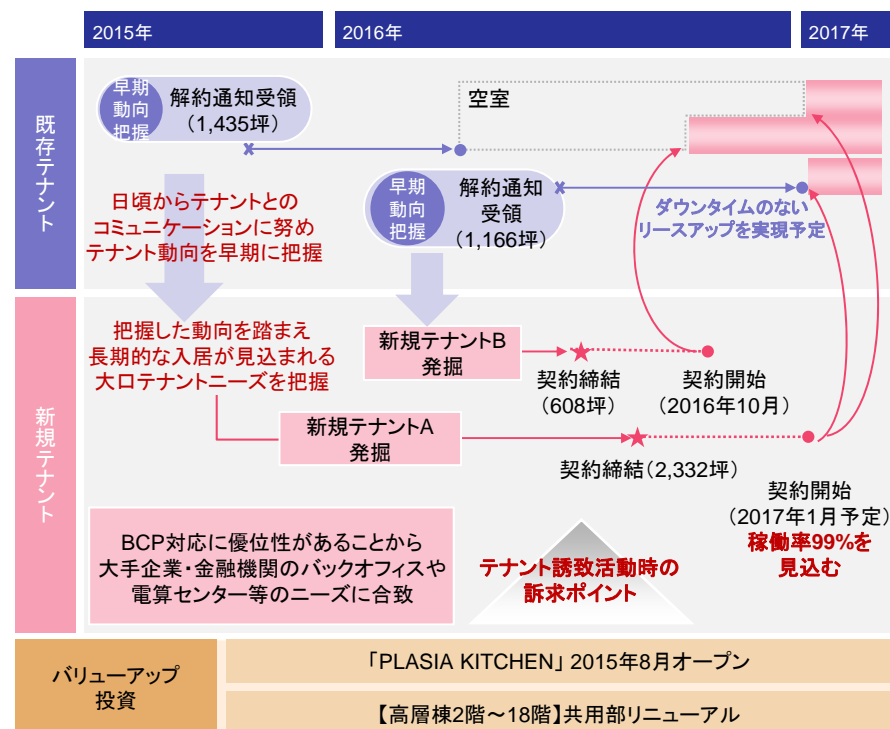 2015年
2016年
2017年
既存テナント
早期
動向
把握
解約通知受領
（1,435坪）
空室
早期
動向
把握
解約通知
受領
（1,166坪）
日頃からテナントとの
コミュニケーションに努め
テナント動向を早期に把握
ダウンタイムのない
リースアップを実現予定
新規テナント
把握した動向を踏まえ
長期的な入居が見込まれる
大口テナントニーズを把握
新規テナントB
発掘
契約締結
（608坪）
契約開始
（2016年10月）
新規テナントA
発掘
契約締結（2,332坪）
契約開始
（2017年1月予定）
稼働率99%を
見込む
BCP対応に優位性があることから
大手企業・金融機関のバックオフィスや
電算センター等のニーズに合致
テナント誘致活動時の
訴求ポイント
バリューアップ
投資
「PLASIA KITCHEN」 2015年8月オープン
【高層棟2階～18階】共用部リニューアル